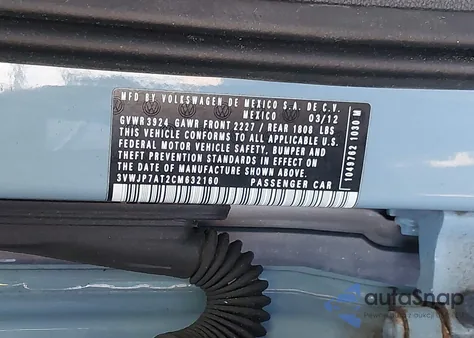 MFD BY VOLKSWAGEN DE MEXICO S.A. DE C.V.
MEXICO 03/12
GVWR 3924 GAWR FRONT 2227 / REAR 1808 LBS
THIS VEHICLE CONFORMS TO ALL APPLICABLE U.S.
FEDERAL MOTOR VEHICLE SAFETY, BUMPER AND
THEFT PREVENTION STANDARDS IN EFFECT ON
THE DATE OF MANUFACTURE SHOWN ABOVE.
3VWJP7AT2CM632160 PASSENGER CAR
1049762 1030 M
autoSnap